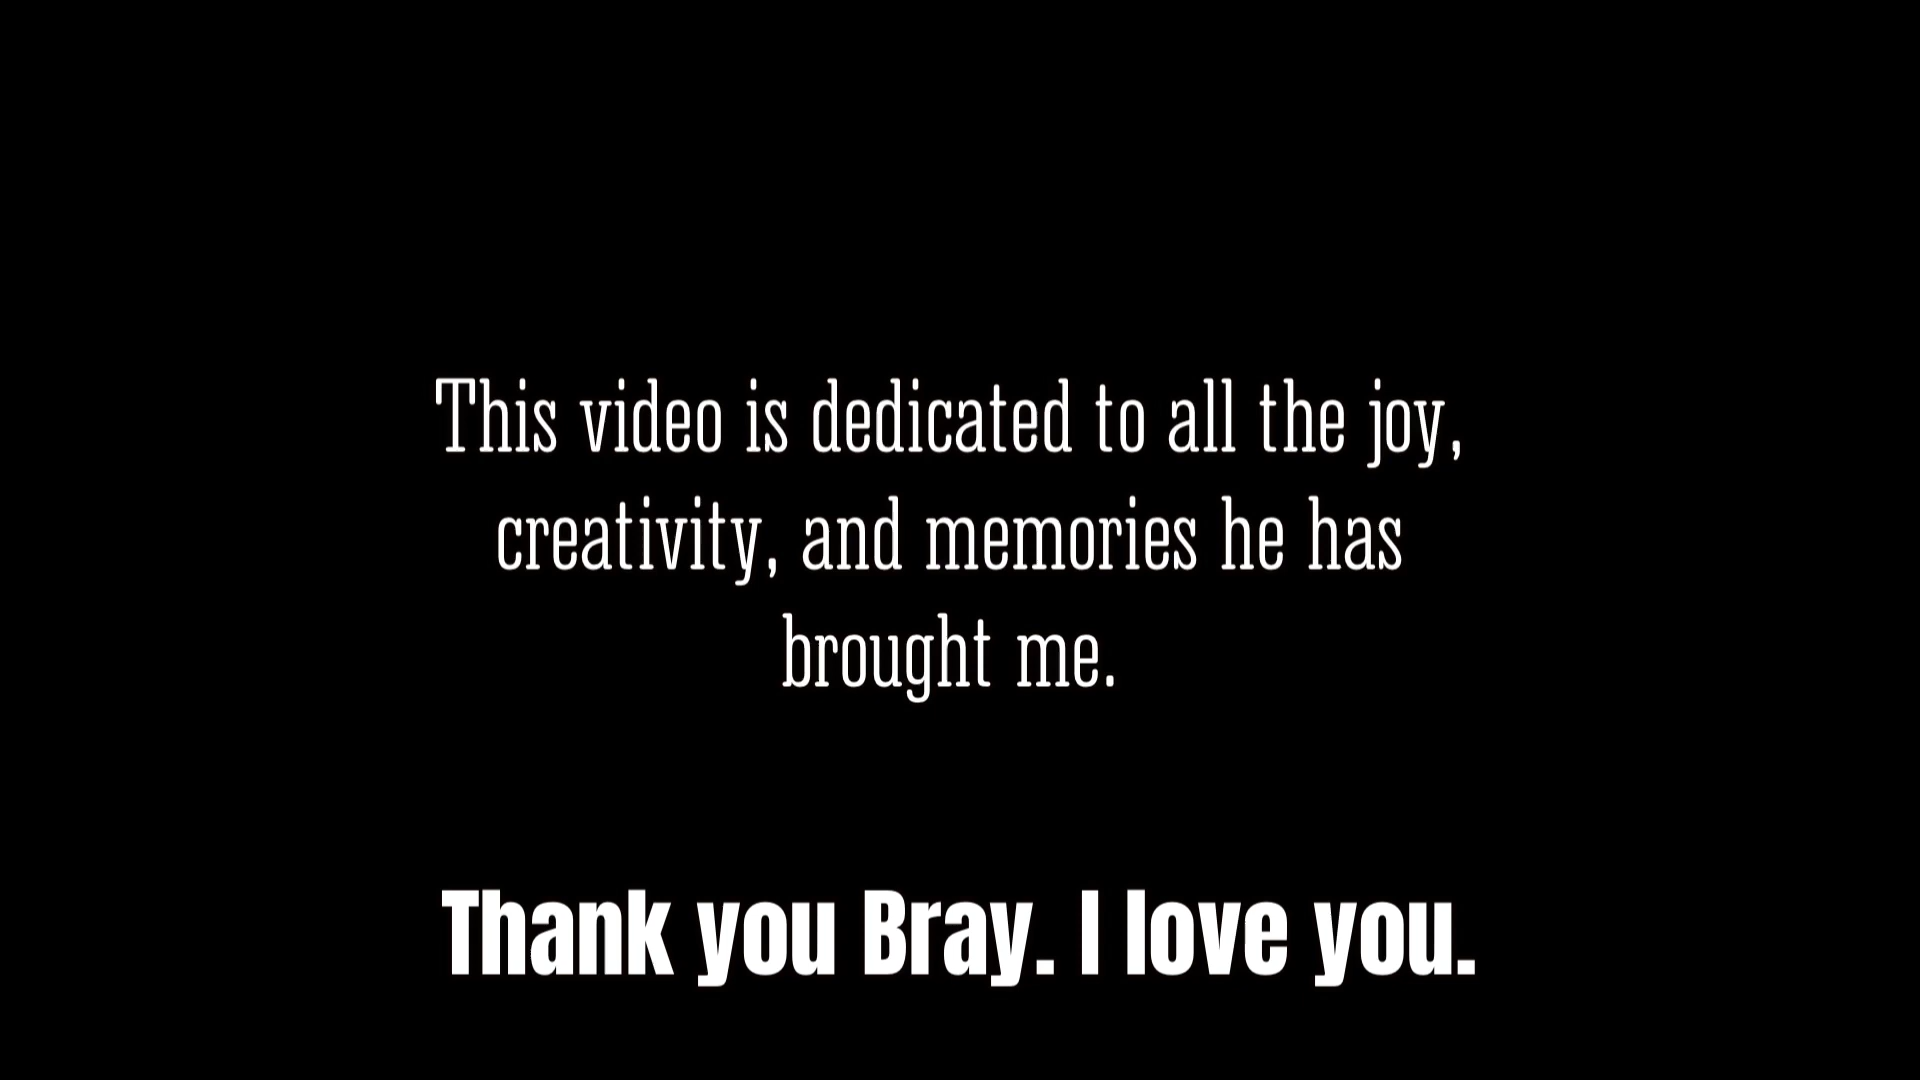 This video is dedicated to all the joy,
creativity, and memories he has
brought me.
Thank you Bray. I love you.